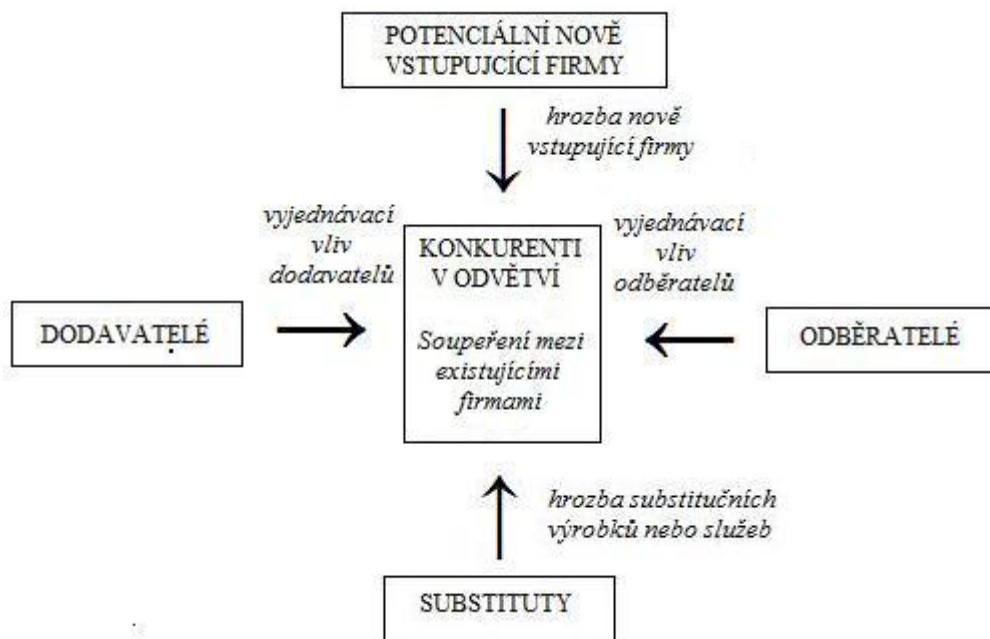 POTENCIÁLNÍ NOVĚ
VSTUPUJCÍCÍ FIRMY
hrozba nově
vstupující firmy
vyjednávací
vliv
dodavatelů
KONKURENTI
V ODVĚTVÍ
vyjednávací
vliv
odběratelů
DODAVATELÉ
Soupeření mezi
existujícími
firmami
ODBĚRATELÉ
hrozba substitučních
výrobků nebo služeb
SUBSTITUTY